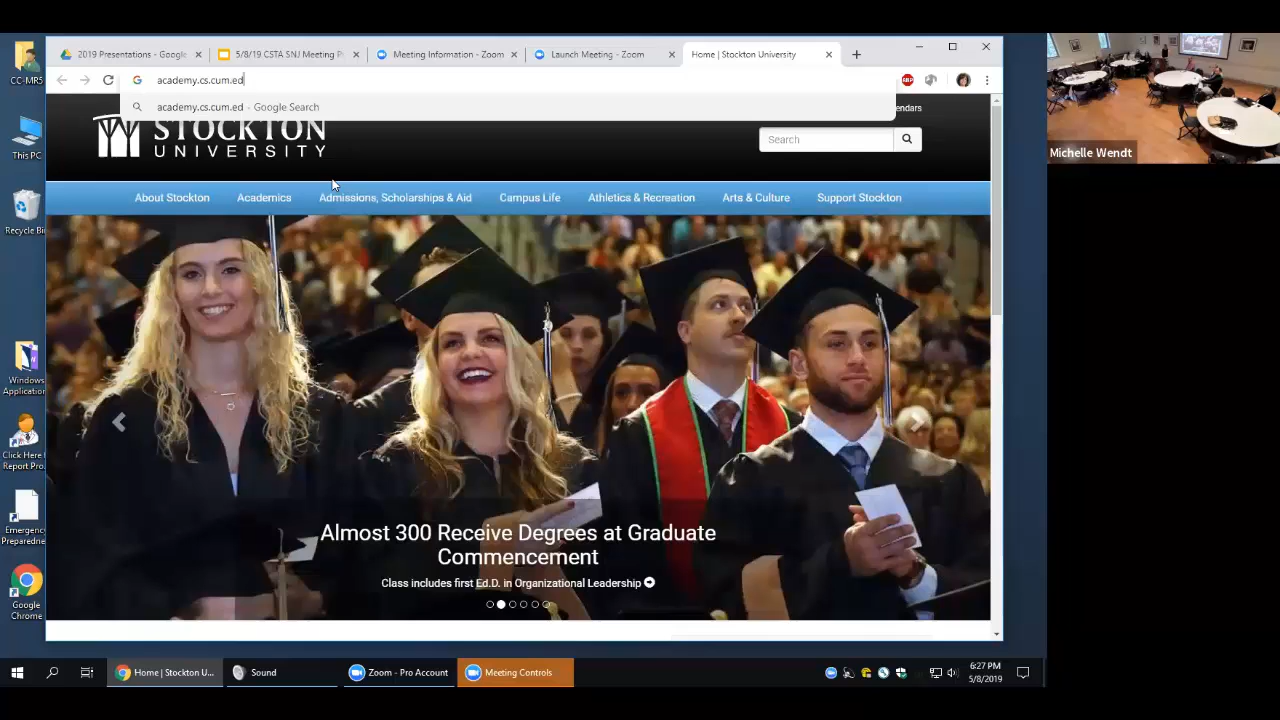 2019 Presentations - Google
5/8/19 CSTA SNJ Meeting P
Meeting Information - Zoom
Launch Meeting - Zoom
Home | Stockton University
academy.cs.cum.ed
academy.cs.cum.ed - Google Search
endars
STOCKTON
UNIVERSITY
Search
About Stockton
Academics
Admissions, Scholarships & Aid
Campus Life
Athletics & Recreation
Arts & Culture
Support Stockton
Almost 300 Receive Degrees at Graduate
Commencement
Class includes first Ed.D. in Organizational Leadership
CC-MR5
This PC
Recycle Bin
Windows
Application
Click Here
Report Pro...
Emergency
Preparedne
Google
Chrome
Michelle Wendt
Home | Stockton U...
Sound
Zoom - Pro Account
Meeting Controls
6:27 PM
5/8/2019